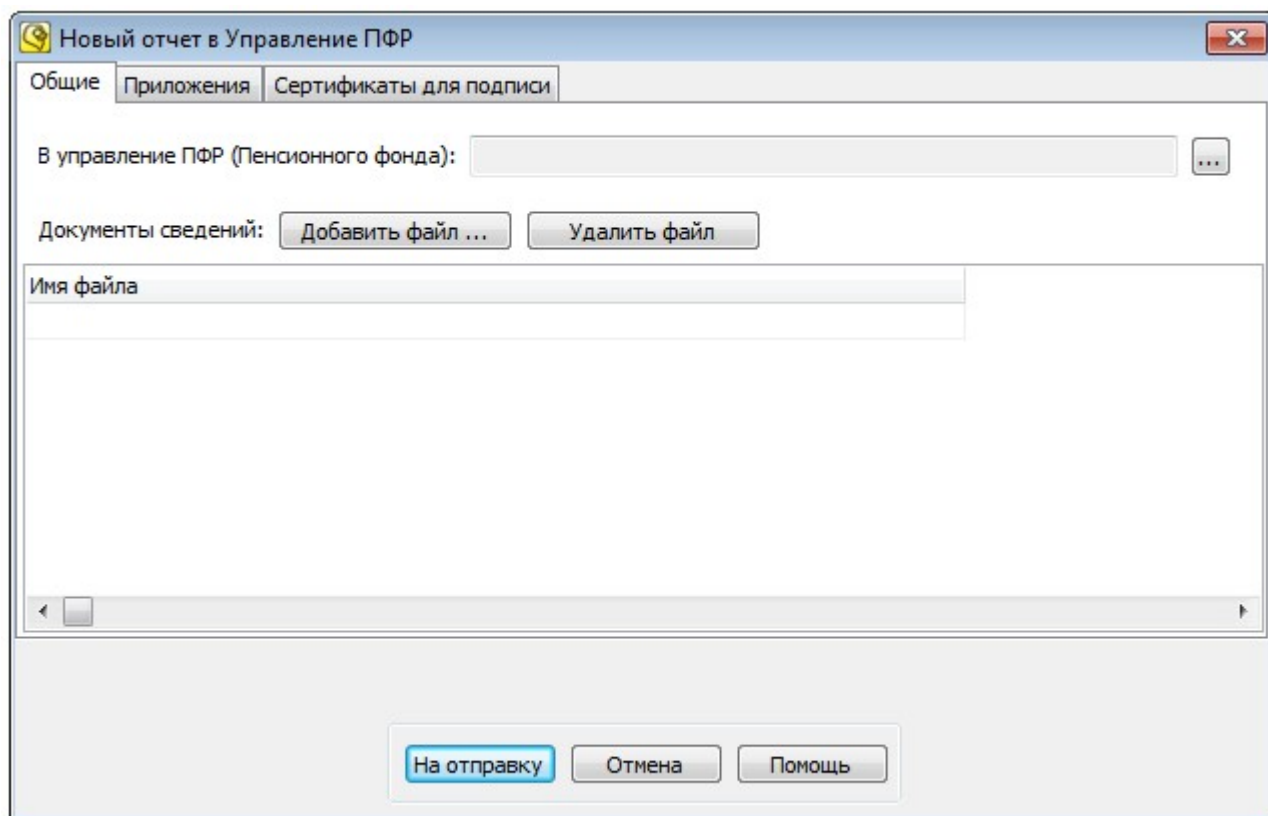 Новый отчет в Управление ПФР
Общие Приложения Сертификаты для подписи
В управление ПФР (Пенсионного фонда): ...
Документы сведений: Добавить файл ... Удалить файл
Имя файла
На отправку Отмена Помощь